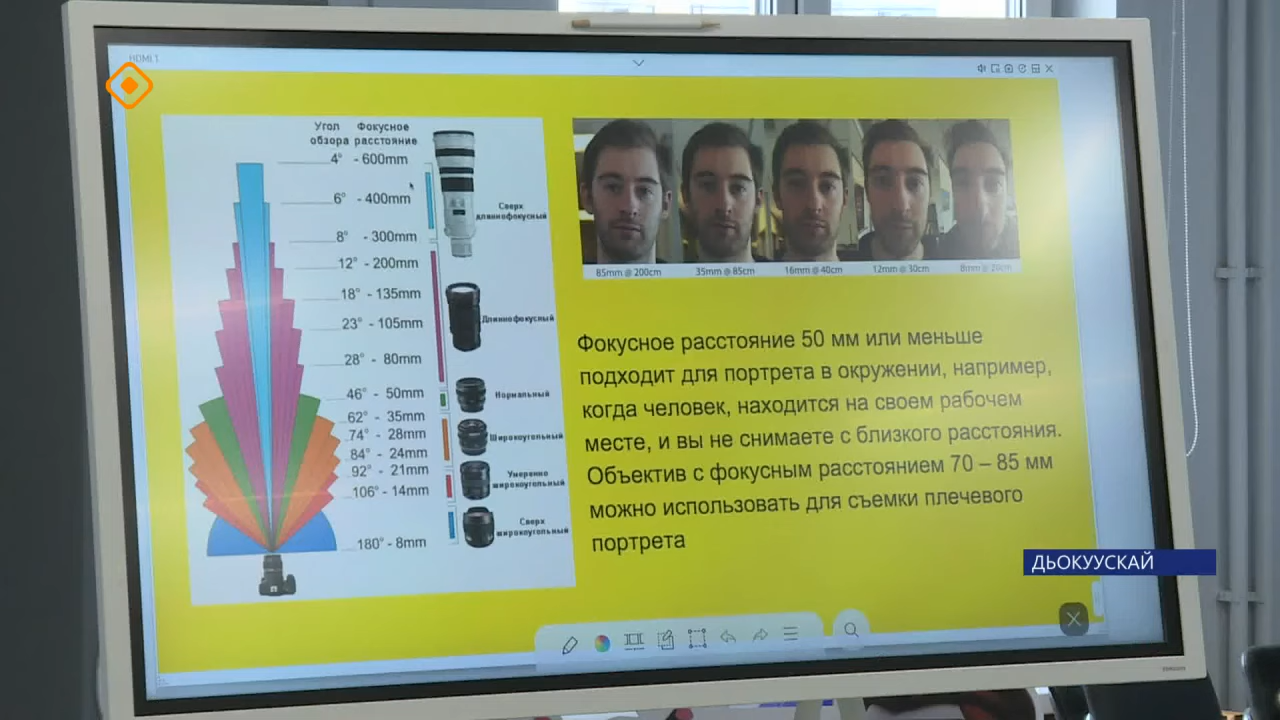 HDMI 1
Угол Фокусное
обзора расстояние
4° - 600mm
6° - 400mm
8° - 300mm
12° - 200mm
18° - 135mm
23° - 105mm
28° - 80mm
46° - 50mm
62° - 35mm
74° - 28mm
84° - 24mm
92° - 21mm
106° - 14mm
180° - 8mm
Сверх
длиннофокусный
Длиннофокусный
Нормальный
Широкоугольный
Умеренно
широкоугольный
Сверх
широкоугольный
85mm @ 200cm
35mm @ 85cm
16mm @ 40cm
12mm @ 30cm
8mm @ 20cm
Фокусное расстояние 50 мм или меньше
подходит для портрета в окружении, например,
когда человек, находится на своем рабочем
месте, и вы не снимаете с близкого расстояния.
Объектив с фокусным расстоянием 70 – 85 мм
можно использовать для съемки плечевого
портрета
ДЬОКУУСКАЙ